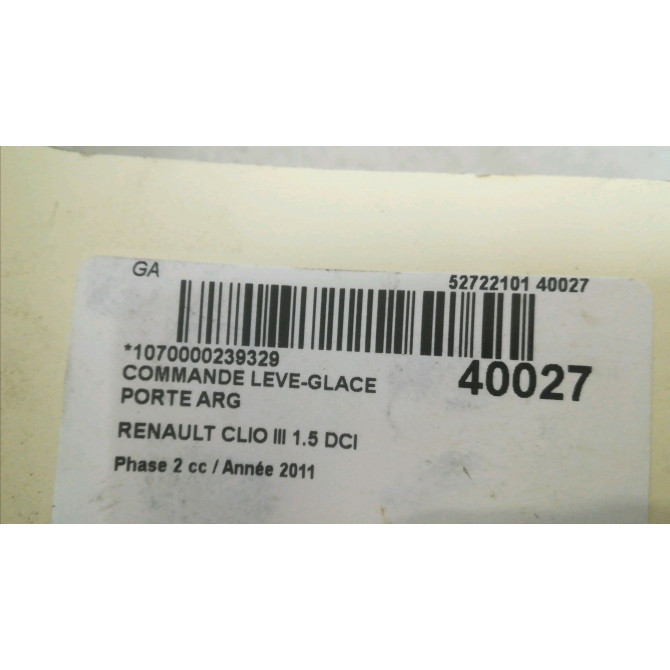 GA
52722101 40027
*1070000239329
40027
COMMANDE LEVE-GLACE
PORTE ARG
RENAULT CLIO III 1.5 DCI
Phase 2 cc / Année 2011